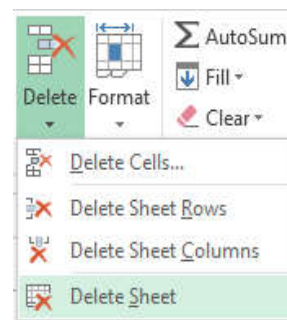 AutoSum
Fill
Delete Format
Clear
Delete Cells...
Delete Sheet Rows
Delete Sheet Columns
Delete Sheet